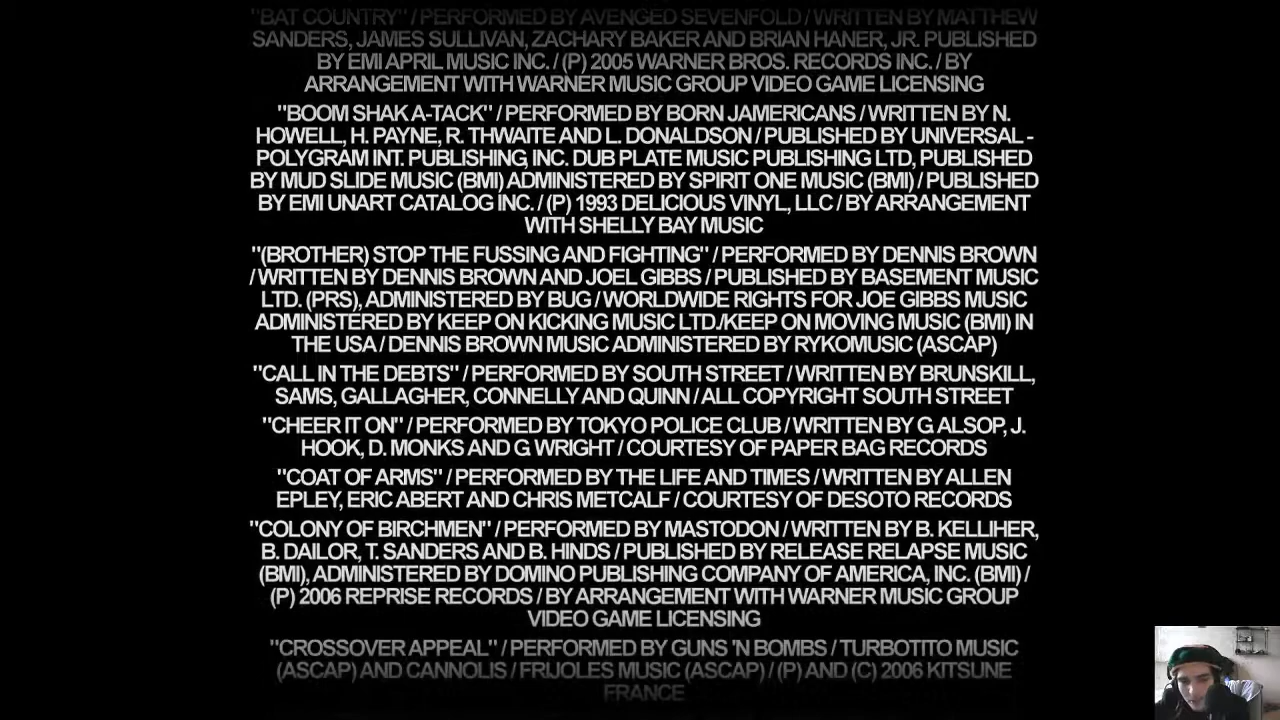 "BAT COUNTRY" / PERFORMED BY AVENGED SEVENFOLD / WRITTEN BY MATTHEW
SANDERS, JAMES SULLIVAN, ZACHARY BAKER AND BRIAN HANER, JR. PUBLISHED
BY EMI APRIL MUSIC INC. / (P) 2005 WARNER BROS. RECORDS INC. / BY
ARRANGEMENT WITH WARNER MUSIC GROUP VIDEO GAME LICENSING
"BOOM SHAK A-TACK" / PERFORMED BY BORN JAMERICANS / WRITTEN BY N.
HOWELL, H. PAYNE, R. THWAITE AND L. DONALDSON / PUBLISHED BY UNIVERSAL -
POLYGRAM INT. PUBLISHING, INC. DUB PLATE MUSIC PUBLISHING LTD, PUBLISHED
BY MUD SLIDE MUSIC (BMI) ADMINISTERED BY SPIRIT ONE MUSIC (BMI) / PUBLISHED
BY EMI UNART CATALOG INC. / (P) 1993 DELICIOUS VINYL, LLC / BY ARRANGEMENT
WITH SHELLY BAY MUSIC
"(BROTHER) STOP THE FUSSING AND FIGHTING" / PERFORMED BY DENNIS BROWN
/ WRITTEN BY DENNIS BROWN AND JOEL GIBBS / PUBLISHED BY BASEMENT MUSIC
LTD. (PRS), ADMINISTERED BY BUG / WORLDWIDE RIGHTS FOR JOE GIBBS MUSIC
ADMINISTERED BY KEEP ON KICKING MUSIC LTD./KEEP ON MOVING MUSIC (BMI) IN
THE USA / DENNIS BROWN MUSIC ADMINISTERED BY RYKOMUSIC (ASCAP)
"CALL IN THE DEBTS" / PERFORMED BY SOUTH STREET / WRITTEN BY BRUNSKILL,
SAMS, GALLAGHER, CONNELLY AND QUINN / ALL COPYRIGHT SOUTH STREET
"CHEER IT ON" / PERFORMED BY TOKYO POLICE CLUB / WRITTEN BY G. ALSOP, J.
HOOK, D. MONKS AND G. WRIGHT / COURTESY OF PAPER BAG RECORDS
"COAT OF ARMS" / PERFORMED BY THE LIFE AND TIMES / WRITTEN BY ALLEN
EPLEY, ERIC ABERT AND CHRIS METCALF / COURTESY OF DESOTO RECORDS
"COLONY OF BIRCHMEN" / PERFORMED BY MASTODON / WRITTEN BY B. KELLIHER,
B. DAILOR, T. SANDERS AND B. HINDS / PUBLISHED BY RELEASE RELAPSE MUSIC
(BMI), ADMINISTERED BY DOMINO PUBLISHING COMPANY OF AMERICA, INC. (BMI) /
(P) 2006 REPRISE RECORDS / BY ARRANGEMENT WITH WARNER MUSIC GROUP
VIDEO GAME LICENSING
"CROSSOVER APPEAL" / PERFORMED BY GUNS 'N BOMBS / TURBOTITO MUSIC
(ASCAP) AND CANNOLIS / FRIJOLES MUSIC (ASCAP) / (P) AND (C) 2006 KITSUNE
FRANCE